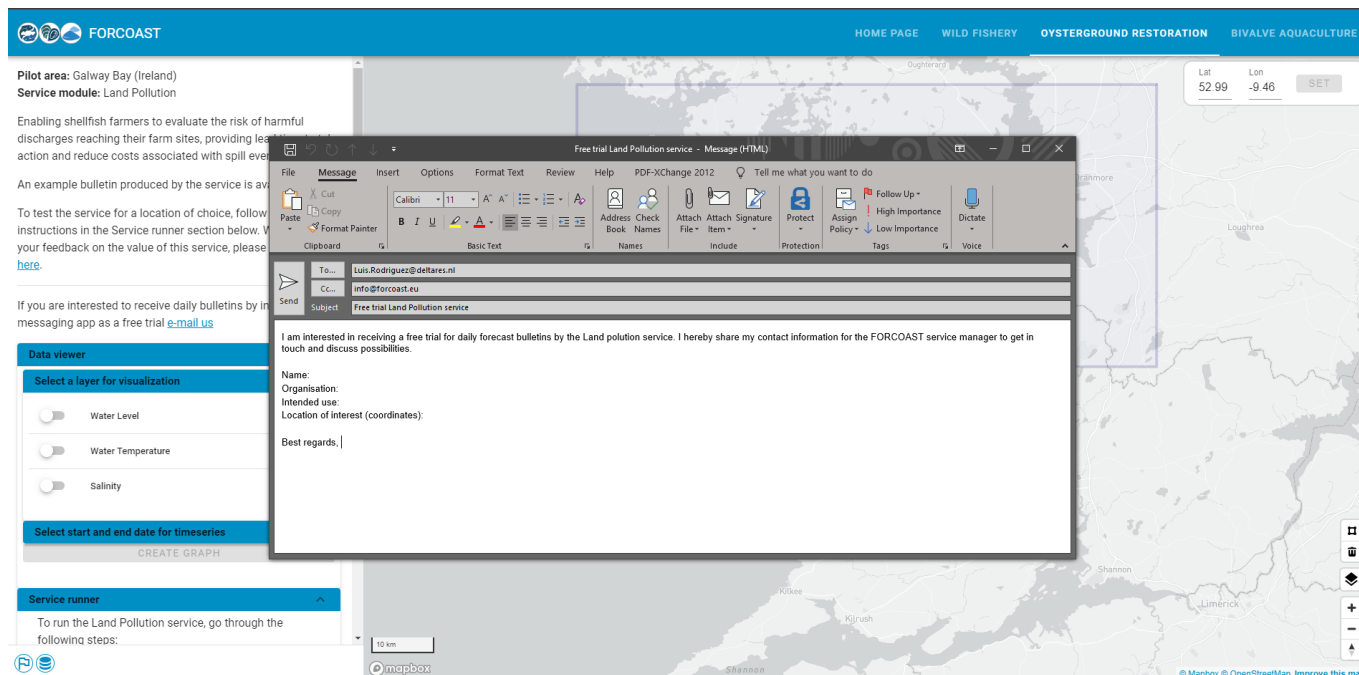 FORCOAST
HOME PAGE
WILD FISHERY
OYSTERGROUND RESTORATION
BIVALVE AQUACULTURE
Pilot area: Galway Bay (Ireland)
Service module: Land Pollution
Enabling shellfish farmers to evaluate the risk of harmful
discharges reaching their farm sites, providing
action and reduce costs associated with spill
An example bulletin produced by the service is
To test the service for a location of choice, follow
instructions in the Service runner section below.
your feedback on the value of this service, please
here.
If you are interested to receive daily bulletins by
messaging app as a free trial e-mail us
Data viewer
Select a layer for visualization
Water Level
Water Temperature
Salinity
Select start and end date for timeseries
CREATE GRAPH
Service runner
To run the Land Pollution service, go through the
following steps:
Free trial Land Pollution service - Message (HTML)
File Message Insert Options Format Text Review Help PDF-XChange 2012 Tell me what you want to do
Paste
Cut
Copy
Format Painter
Clipboard
Calibri 11
B I U
Basic Text
Address Book
Check Names
Names
Attach File
Attach Item
Signature
Include
Protect
Protection
Assign Policy
Follow Up
High Importance
Low Importance
Tags
Dictate
Voice
Send
To... Luis.Rodriguez@deltares.nl
Cc... info@forcoast.eu
Subject Free trial Land Pollution service
I am interested in receiving a free trial for daily forecast bulletins by the Land polution service. I hereby share my contact information for the FORCOAST service manager to get in
touch and discuss possibilities.
Name:
Organisation:
Intended use:
Location of interest (coordinates):
Best regards,
Lat
52.99
Lon
-9.46
SET
Oughterard
Loughrea
Shannon
Limerick
Kilkee
Kilrush
Shannon
10 km
mapbox
© Mapbox © OpenStreetMap Improve this